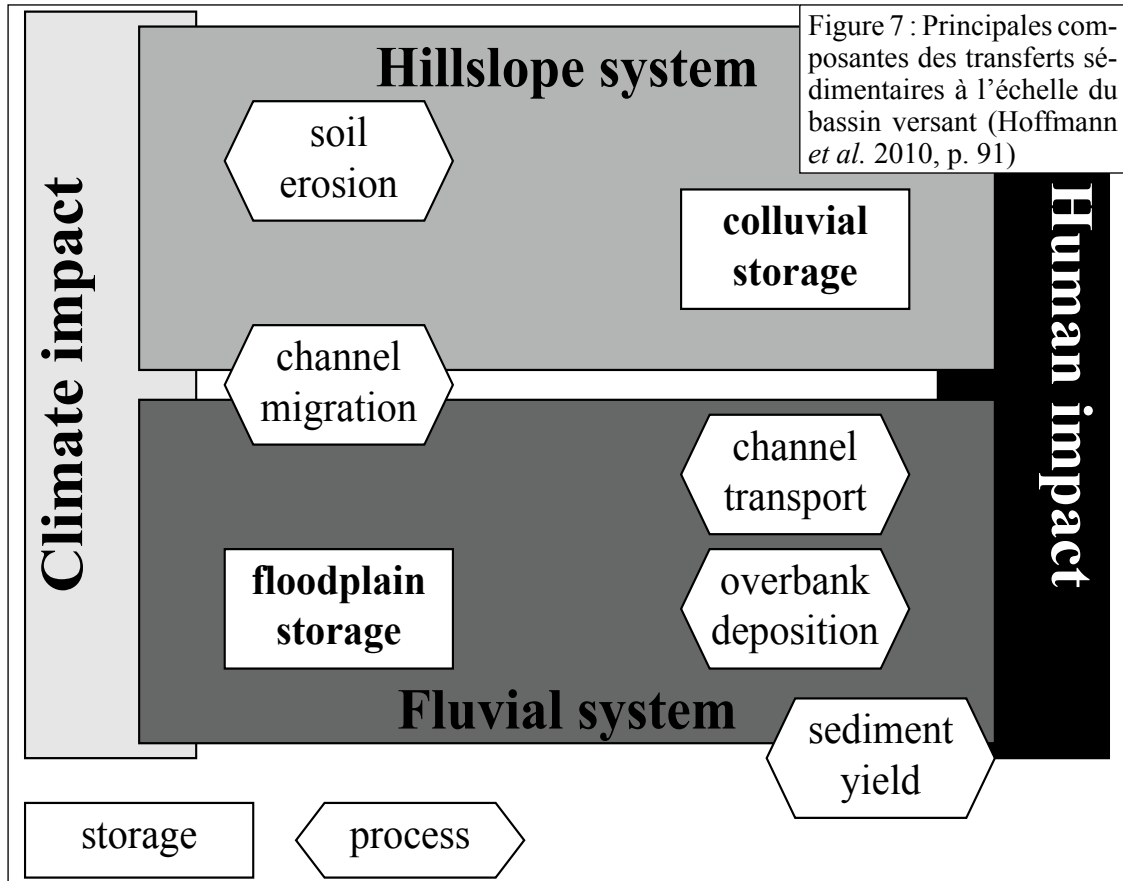 Figure 7 : Principales com-
posantes des transferts sé-
dimentaires à l'échelle du
bassin versant (Hoffmann
et al. 2010, p. 91)
Hillslope system
soil
erosion
colluvial
storage
Climate impact
Human impact
channel
migration
channel
transport
floodplain
storage
overbank
deposition
Fluvial system
sediment
yield
storage
process